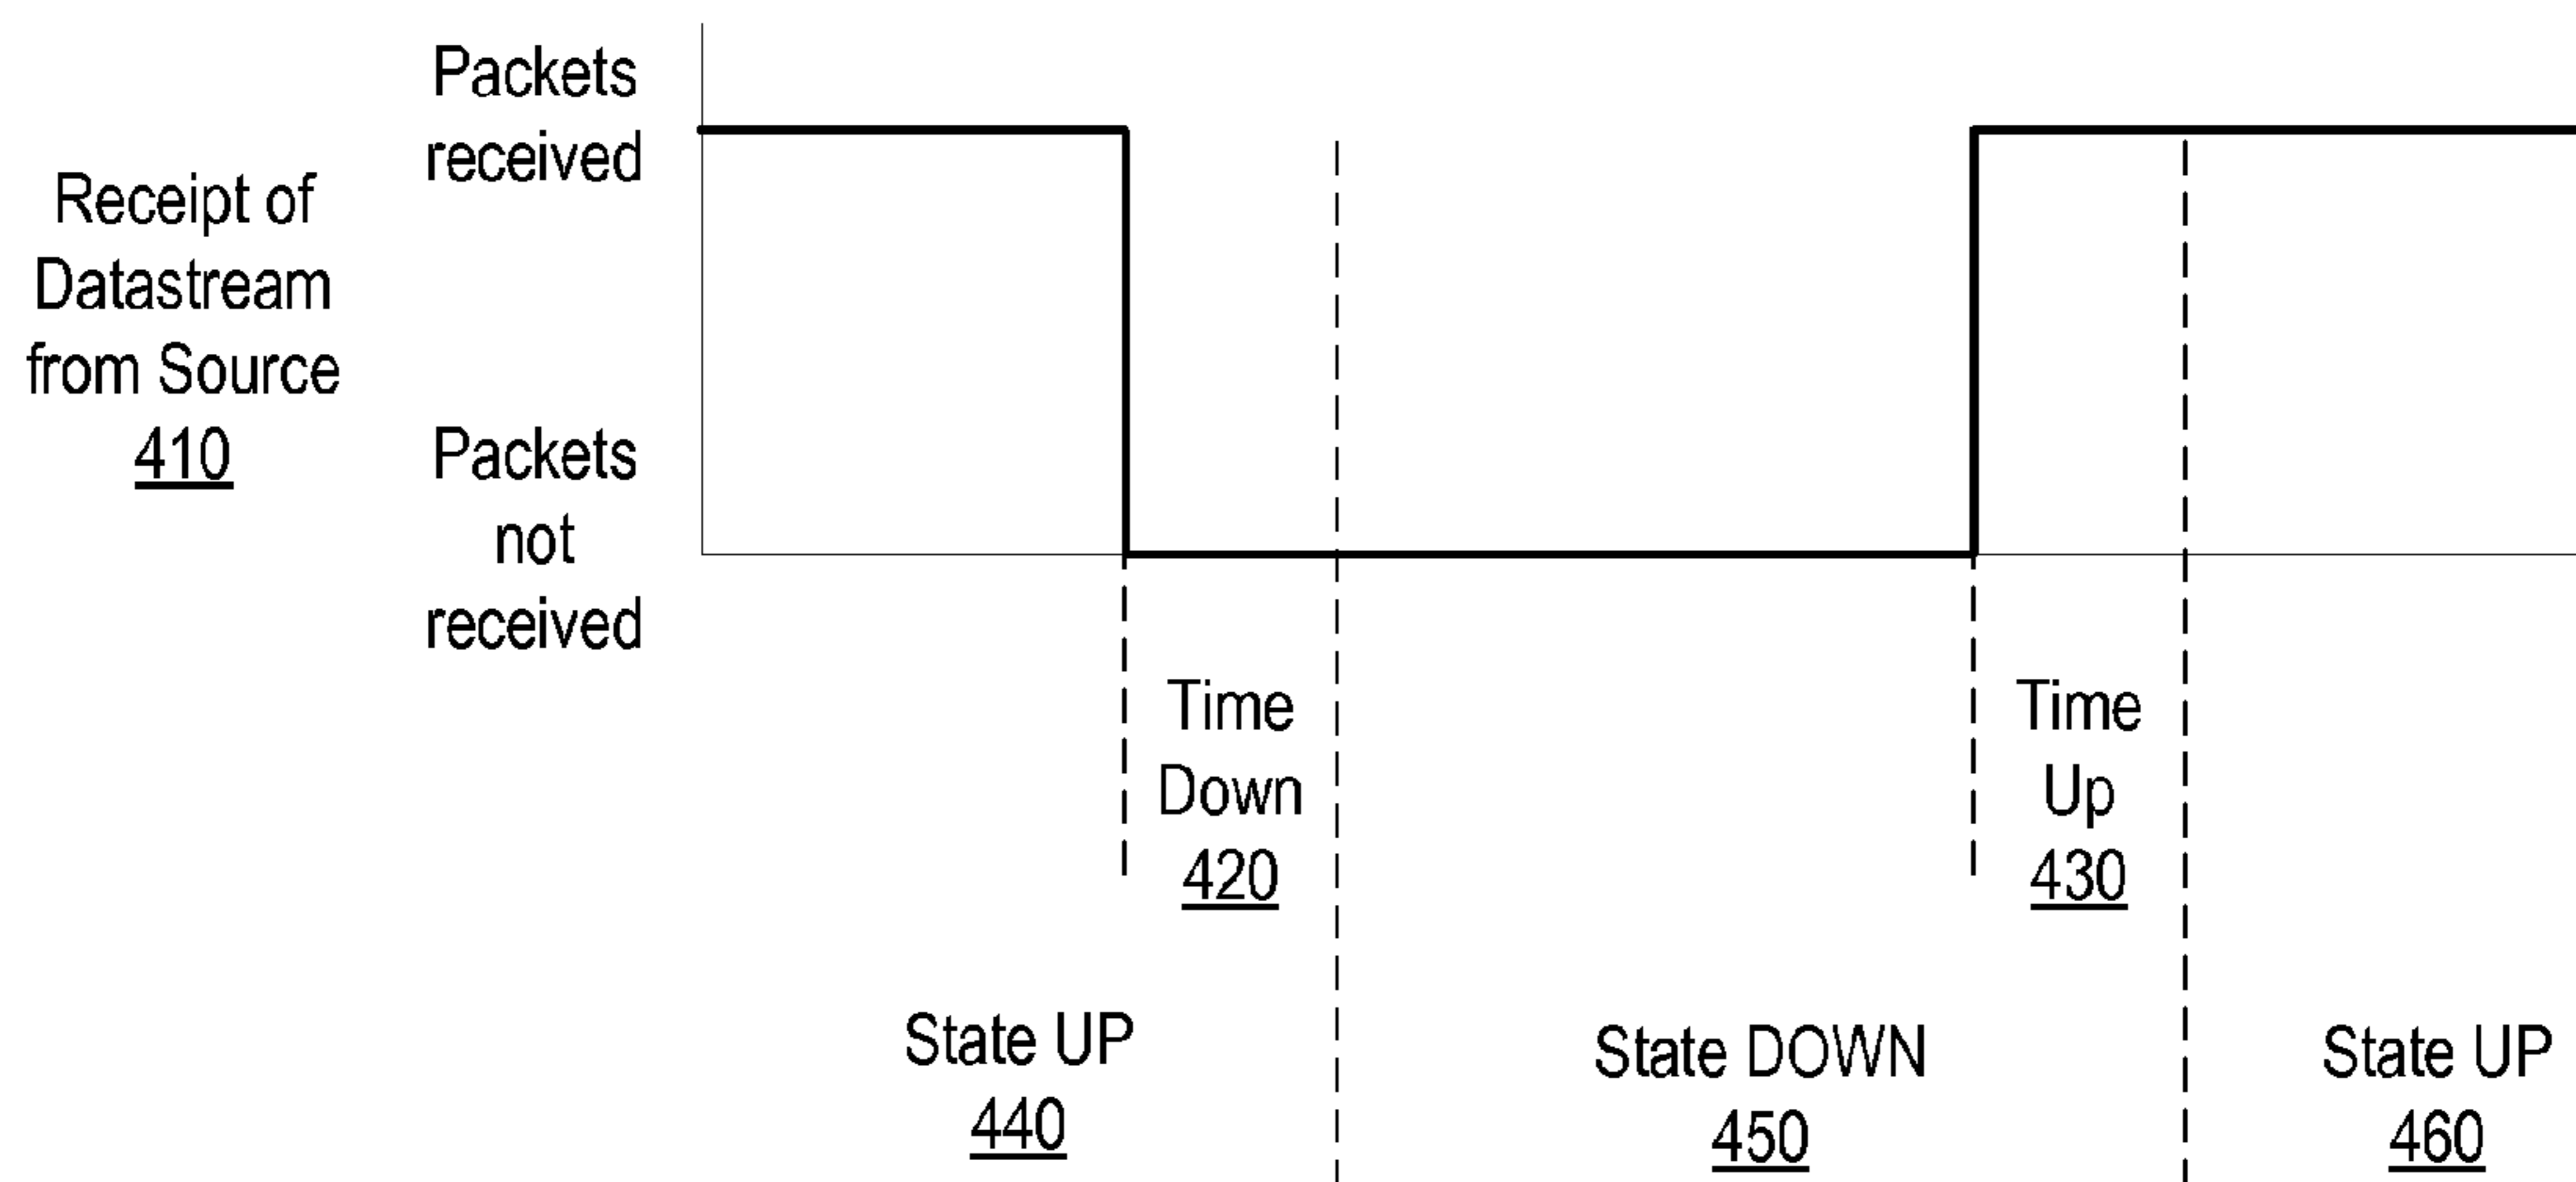 Receipt of
Datastream
from Source
410
Packets
received
Packets
not
received
Time
Down
420
Time
Up
430
State UP
440
State DOWN
450
State UP
460